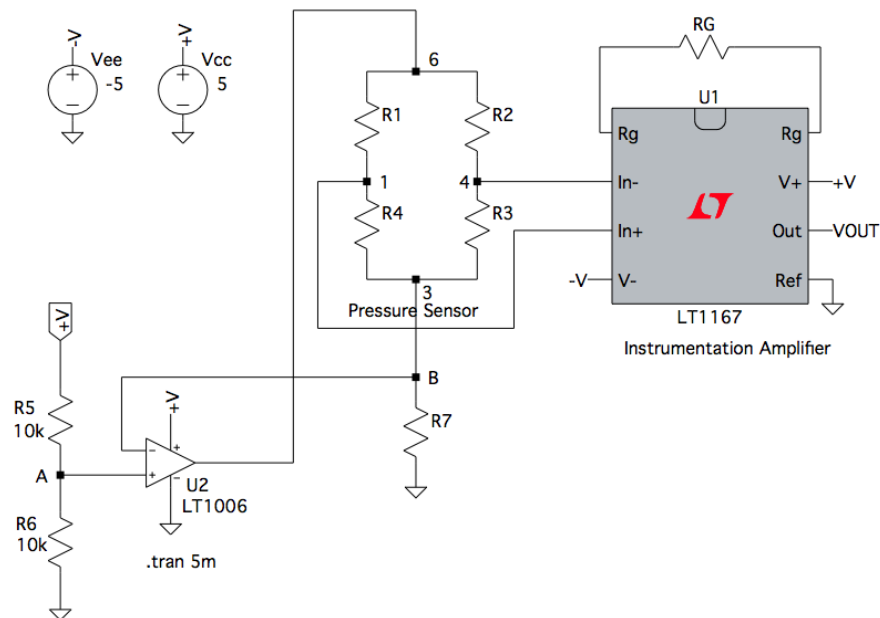 -V
+V
Vee
-5
Vcc
5
6
RG
R1
R2
U1
Rg
Rg
1
4
In-
V+
+V
R4
R3
In+
Out
VOUT
3
-V
V-
Ref
Pressure Sensor
LT1167
Instrumentation Amplifier
+V
B
R5
10k
+V
R7
A
U2
LT1006
R6
10k
.tran 5m